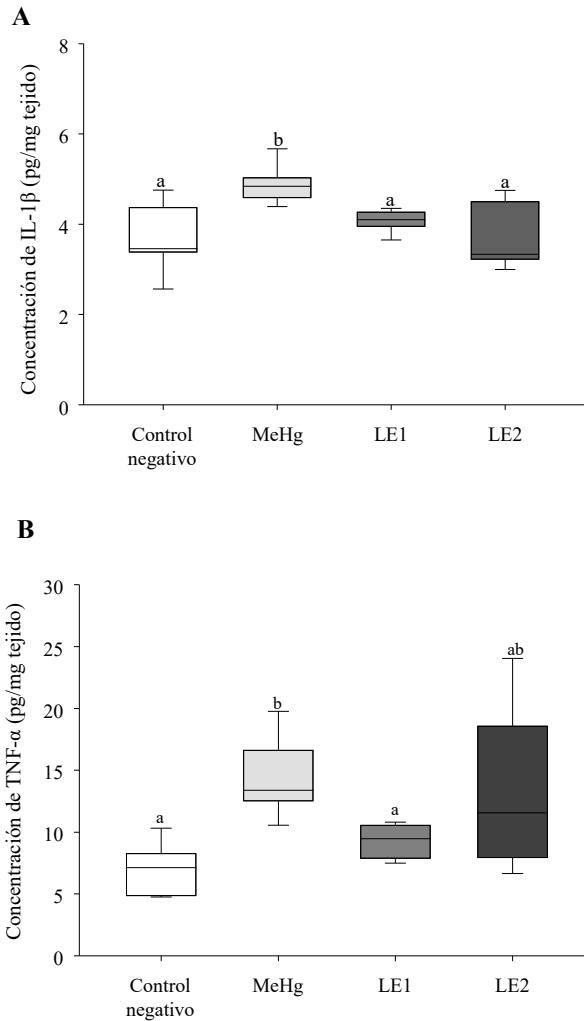 A
Concentración de IL-1β (pg/mg tejido)
8
6
4
2
0
a
b
a
a
Control
negativo
MeHg
LE1
LE2
B
Concentración de TNF-α (pg/mg tejido)
30
25
20
15
10
5
0
a
b
a
ab
Control
negativo
MeHg
LE1
LE2